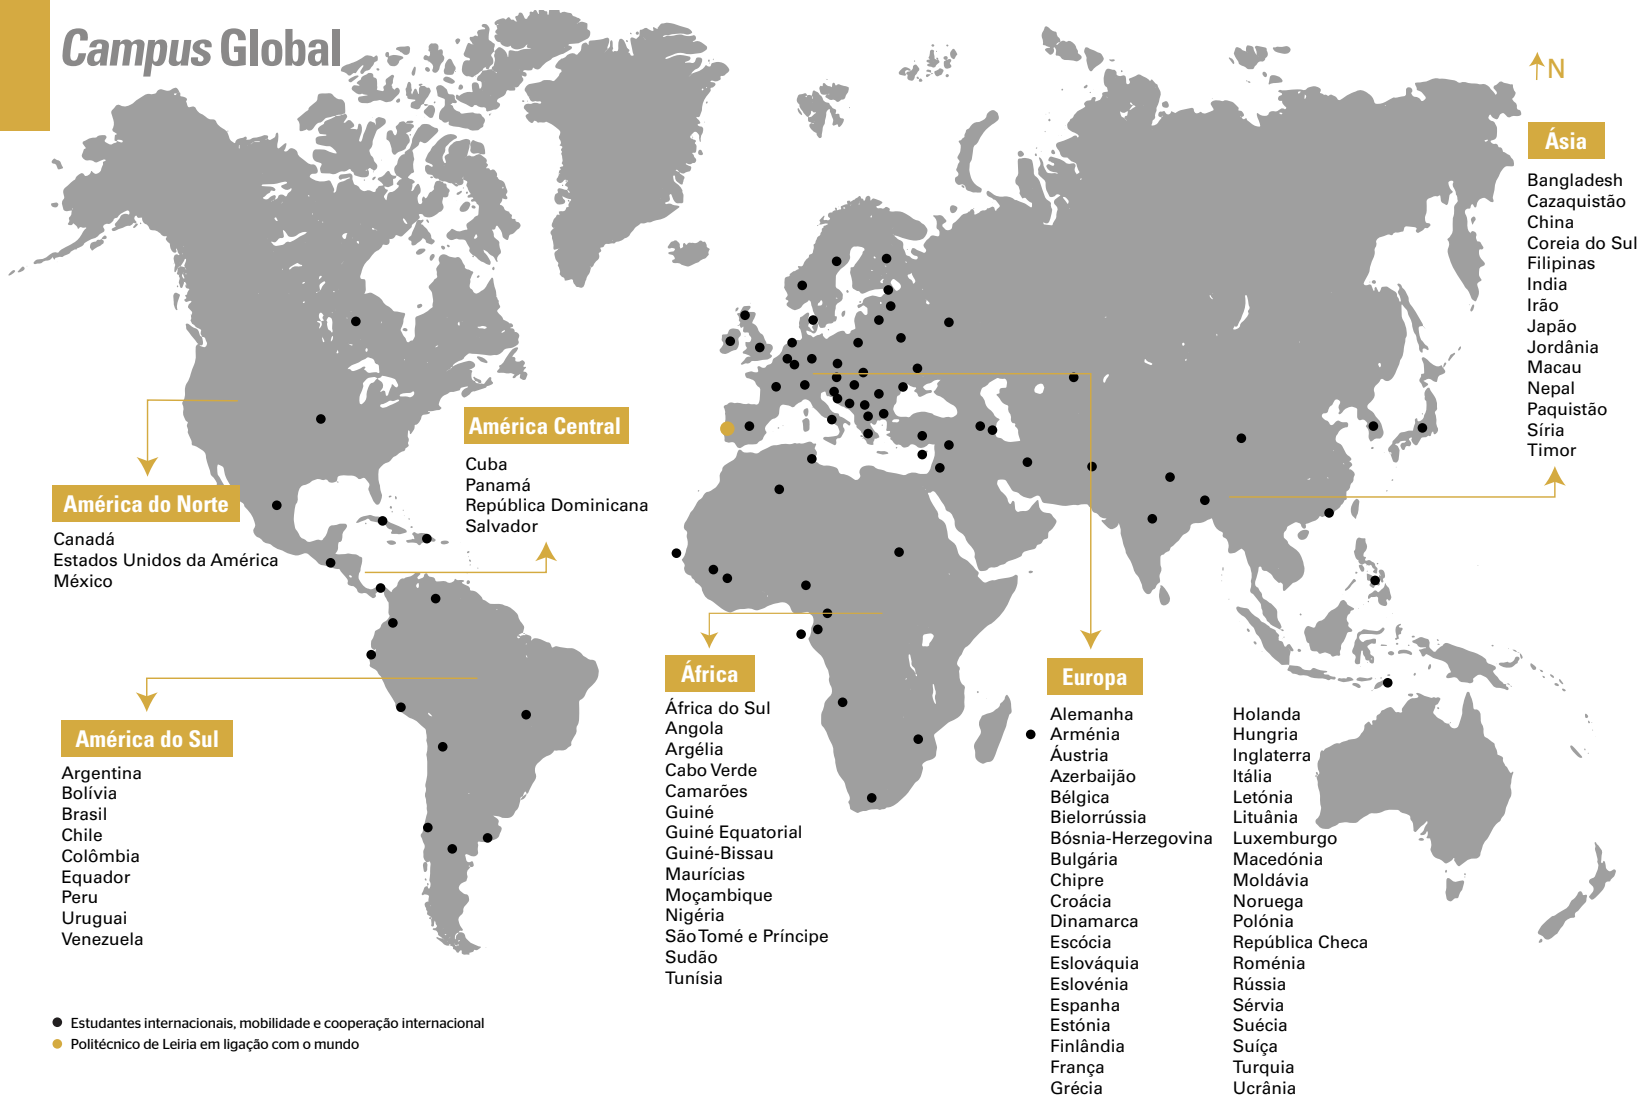 Campus Global
N
Ásia
Bangladesh
Cazaquistão
China
Coreia do Sul
Filipinas
India
Irão
Japão
Jordânia
Macau
Nepal
Paquistão
Síria
Timor
América Central
Cuba
Panamá
República Dominicana
Salvador
América do Norte
Canadá
Estados Unidos da América
México
América do Sul
Argentina
Bolívia
Brasil
Chile
Colômbia
Equador
Peru
Uruguai
Venezuela
África
África do Sul
Angola
Argélia
Cabo Verde
Camarões
Guiné
Guiné Equatorial
Guiné-Bissau
Maurícias
Moçambique
Nigéria
São Tomé e Príncipe
Sudão
Tunísia
Europa
Alemanha
Arménia
Áustria
Azerbaijão
Bélgica
Bielorrússia
Bósnia-Herzegovina
Bulgária
Chipre
Croácia
Dinamarca
Escócia
Eslováquia
Eslovénia
Espanha
Estónia
Finlândia
França
Grécia
Holanda
Hungria
Inglaterra
Itália
Letónia
Lituânia
Luxemburgo
Macedónia
Moldávia
Noruega
Polónia
República Checa
Roménia
Rússia
Sérvia
Suécia
Suíça
Turquia
Ucrânia
Estudantes internacionais, mobilidade e cooperação internacional
Politécnico de Leiria em ligação com o mundo